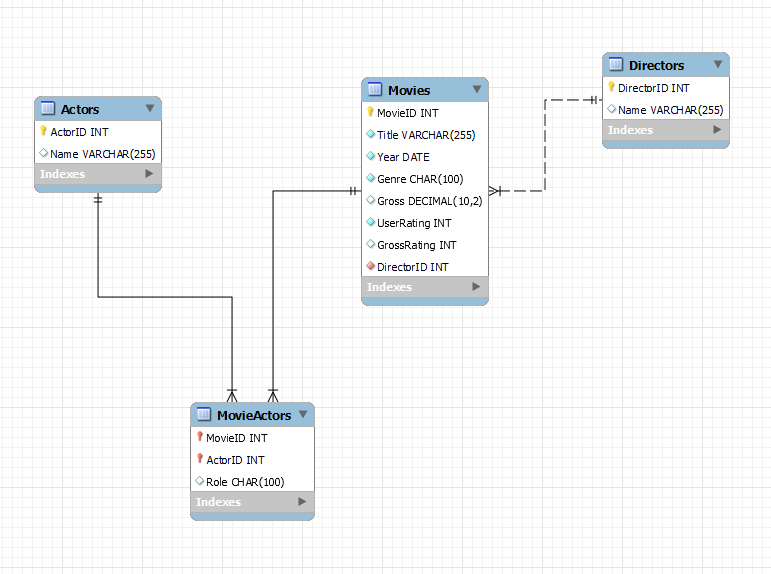 Directors
DirectorID INT
Name VARCHAR(255)
Indexes
Movies
MovieID INT
Title VARCHAR(255)
Year DATE
Genre CHAR(100)
Gross DECIMAL(10,2)
UserRating INT
GrossRating INT
DirectorID INT
Indexes
Actors
ActorID INT
Name VARCHAR(255)
Indexes
MovieActors
MovieID INT
ActorID INT
Role CHAR(100)
Indexes